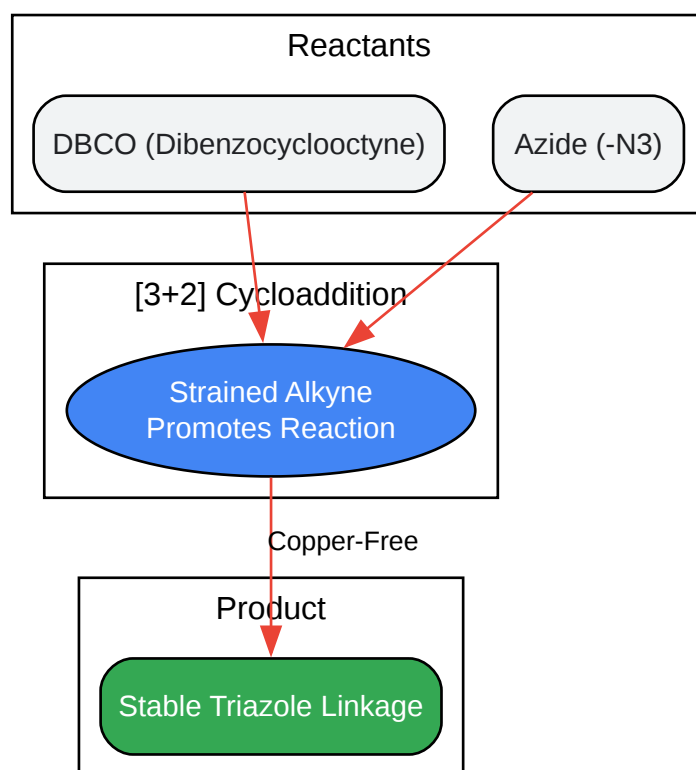 Reactants
DBCO (Dibenzocyclooctyne)
Azide (-N3)
[3+2] Cycloaddition
Strained Alkyne
Promotes Reaction
Copper-Free
Product
Stable Triazole Linkage